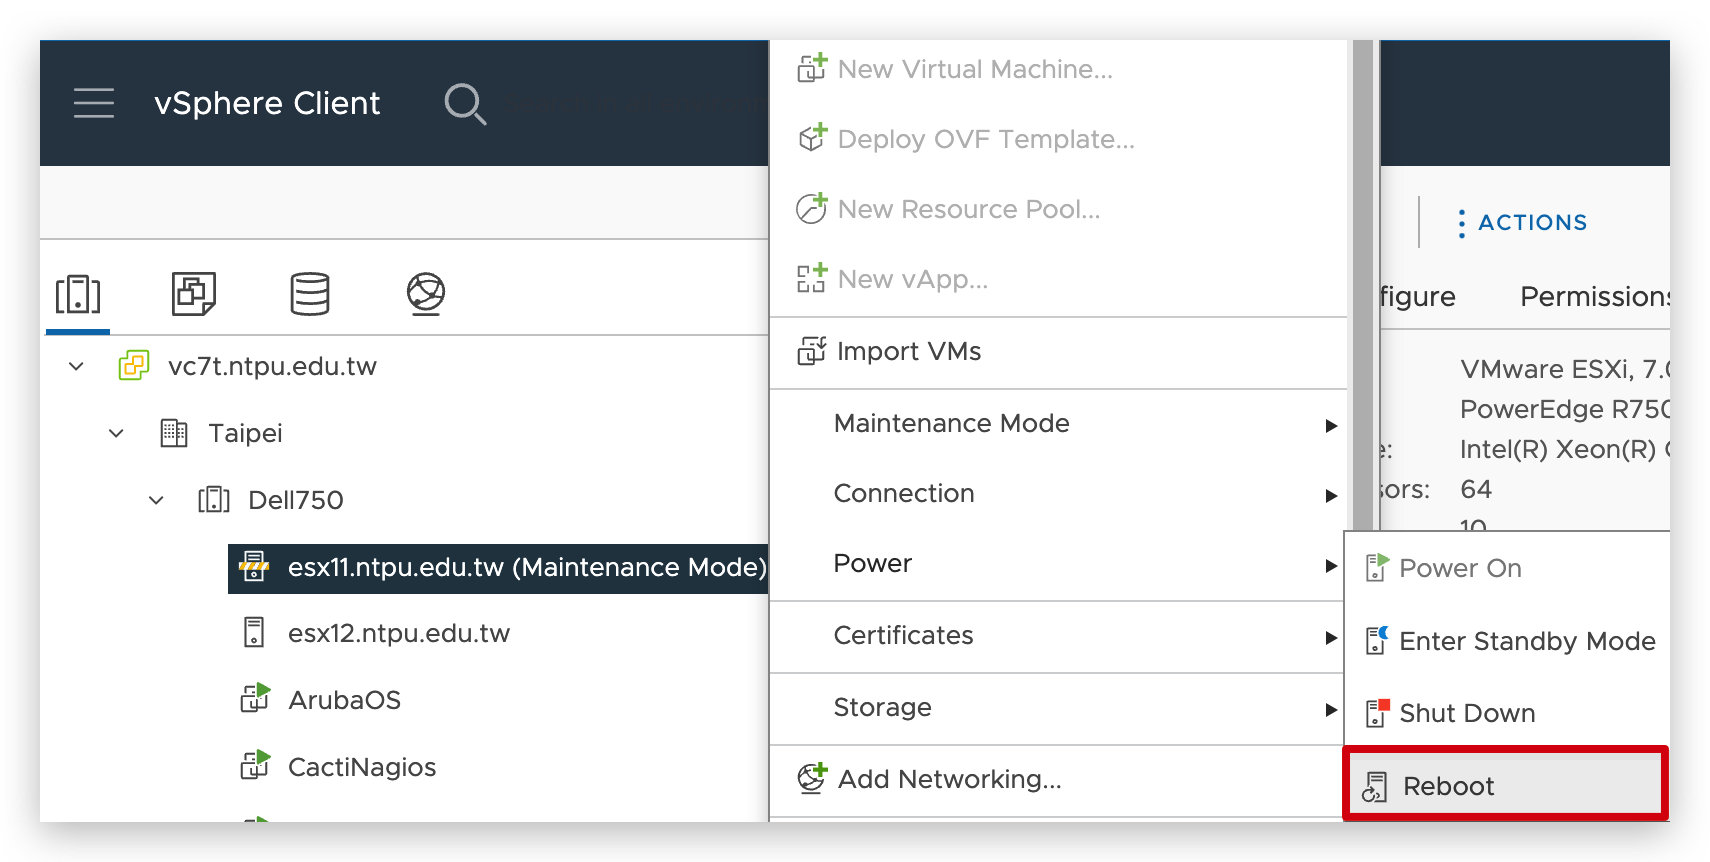 vSphere Client
vc7t.ntpu.edu.tw
Taipei
Dell750
esx11.ntpu.edu.tw (Maintenance Mode)
esx12.ntpu.edu.tw
ArubaOS
CactiNagios
New Virtual Machine...
Deploy OVF Template...
New Resource Pool...
New vApp...
Import VMs
Maintenance Mode
Connection
Power
Certificates
Storage
Add Networking...
Power On
Enter Standby Mode
Shut Down
Reboot
ACTIONS
figure Permissions
VMware ESXi, 7.0
PowerEdge R750
e: Intel(R) Xeon(R)
sors: 64
10